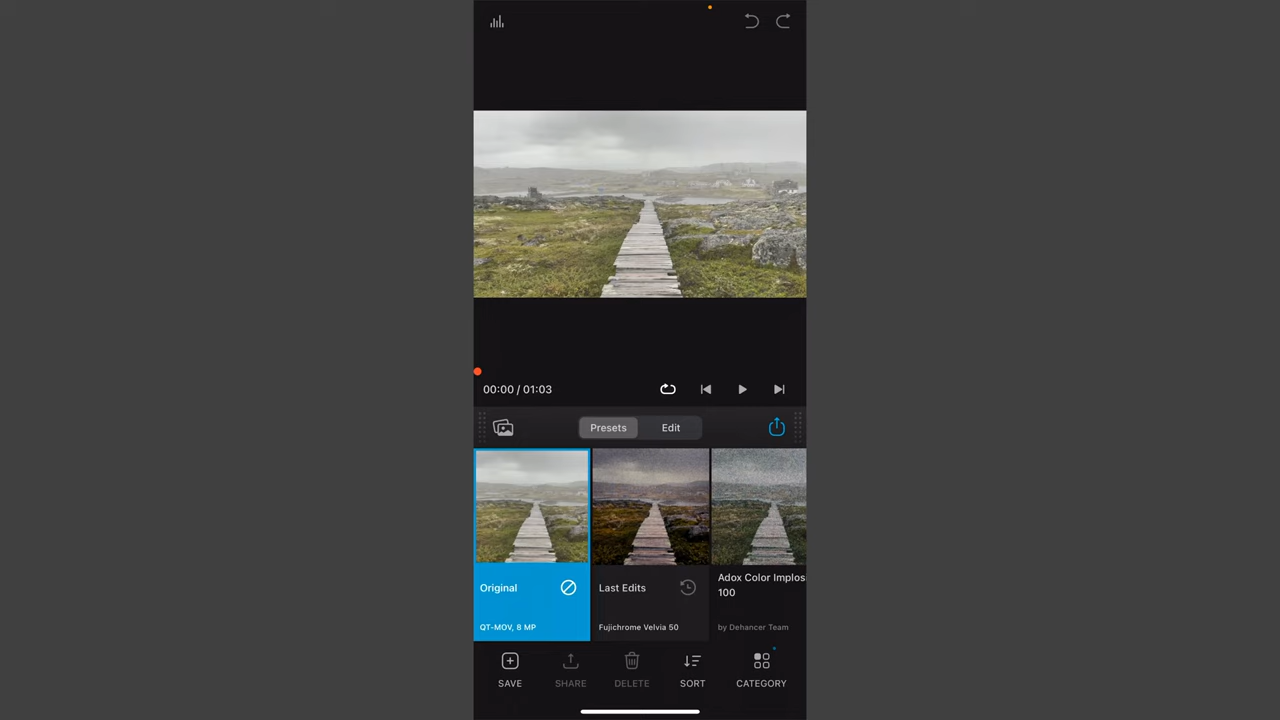 00:00 / 01:03
Presets
Edit
Original
QT-MOV, 8 MP
Last Edits
Fujichrome Velvia 50
Adox Color Implos
100
by Dehancer Team
SAVE
SHARE
DELETE
SORT
CATEGORY